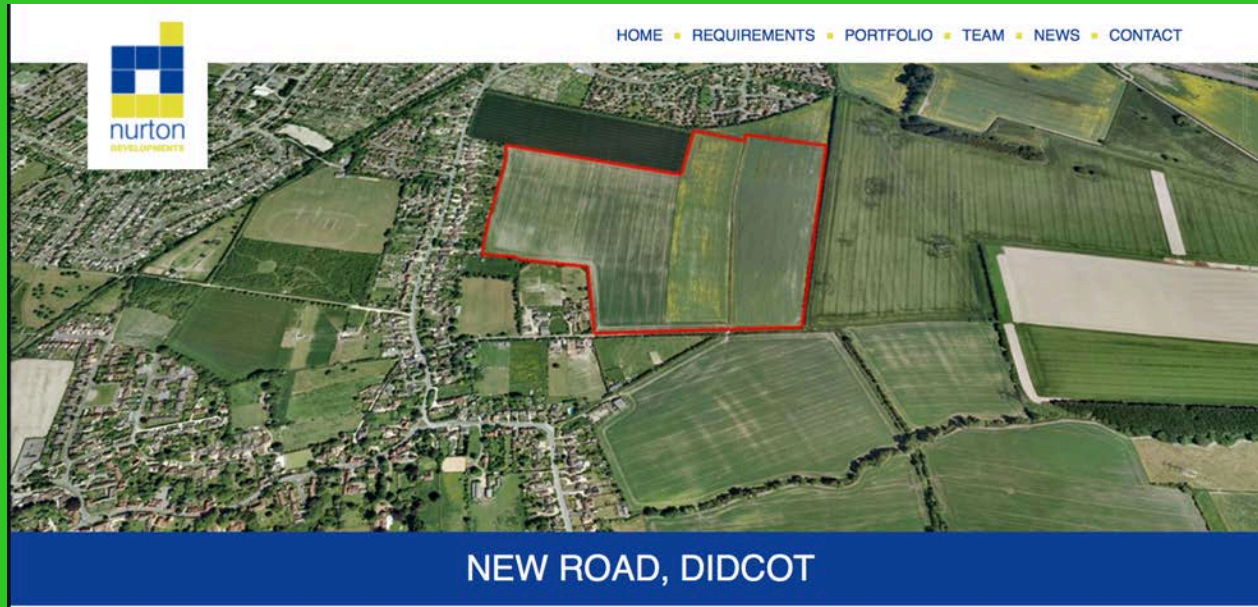 HOME REQUIREMENTS PORTFOLIO TEAM NEWS CONTACT
nurton
DEVELOPMENTS
NEW ROAD, DIDCOT